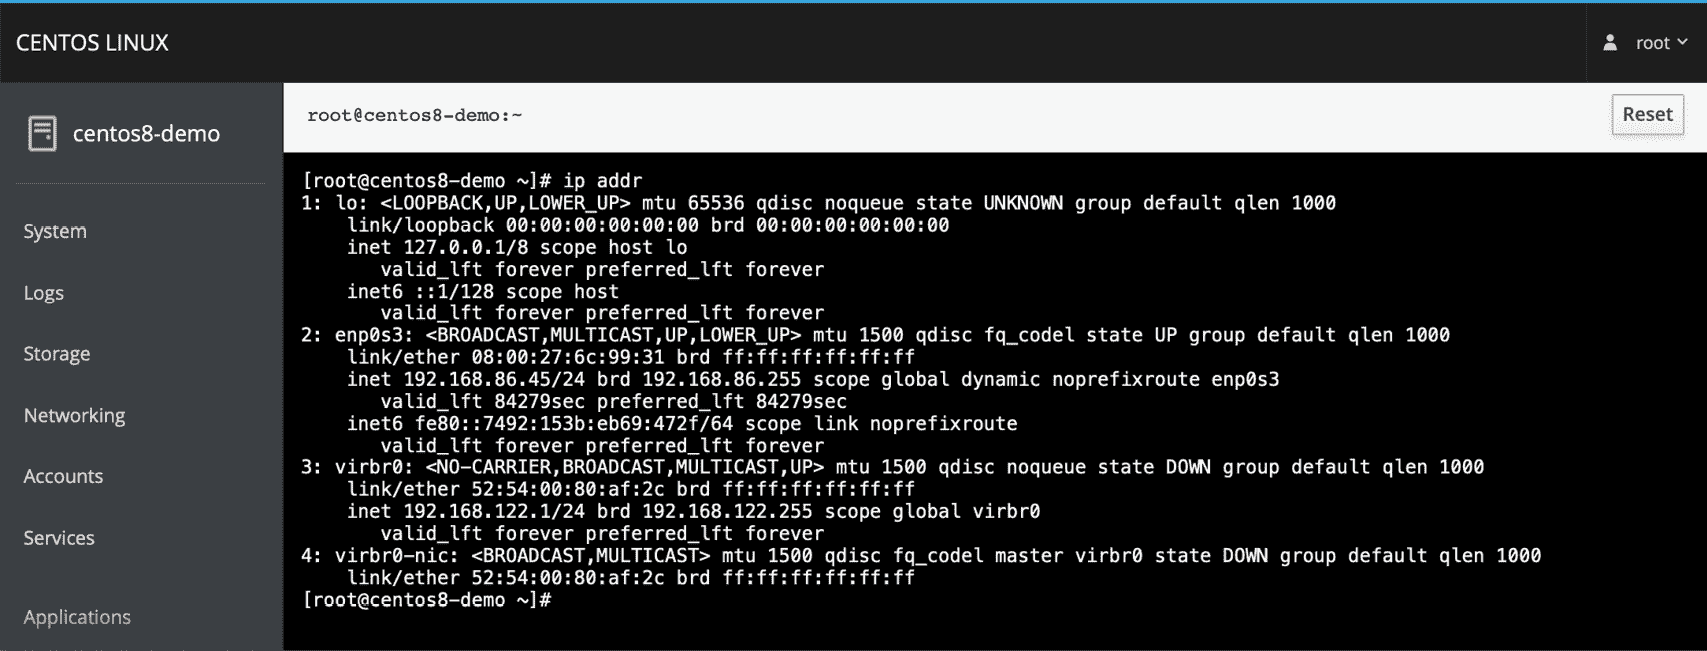 CENTOS LINUX
root
centos8-demo
System
Logs
Storage
Networking
Accounts
Services
Applications
root@centos8-demo:~
Reset
[root@centos8-demo ~]# ip addr
1: lo: <LOOPBACK,UP,LOWER_UP> mtu 65536 qdisc noqueue state UNKNOWN group default qlen 1000
    link/loopback 00:00:00:00:00:00 brd 00:00:00:00:00:00
    inet 127.0.0.1/8 scope host lo
       valid_lft forever preferred_lft forever
    inet6 ::1/128 scope host
       valid_lft forever preferred_lft forever
2: enp0s3: <BROADCAST,MULTICAST,UP,LOWER_UP> mtu 1500 qdisc fq_codel state UP group default qlen 1000
    link/ether 08:00:27:6c:99:31 brd ff:ff:ff:ff:ff:ff
    inet 192.168.86.45/24 brd 192.168.86.255 scope global dynamic noprefixroute enp0s3
       valid_lft 84279sec preferred_lft 84279sec
    inet6 fe80::7492:153b:eb69:472f/64 scope link noprefixroute
       valid_lft forever preferred_lft forever
3: virbr0: <NO-CARRIER,BROADCAST,MULTICAST,UP> mtu 1500 qdisc noqueue state DOWN group default qlen 1000
    link/ether 52:54:00:80:af:2c brd ff:ff:ff:ff:ff:ff
    inet 192.168.122.1/24 brd 192.168.122.255 scope global virbr0
       valid_lft forever preferred_lft forever
4: virbr0-nic: <BROADCAST,MULTICAST> mtu 1500 qdisc fq_codel master virbr0 state DOWN group default qlen 1000
    link/ether 52:54:00:80:af:2c brd ff:ff:ff:ff:ff:ff
[root@centos8-demo ~]#